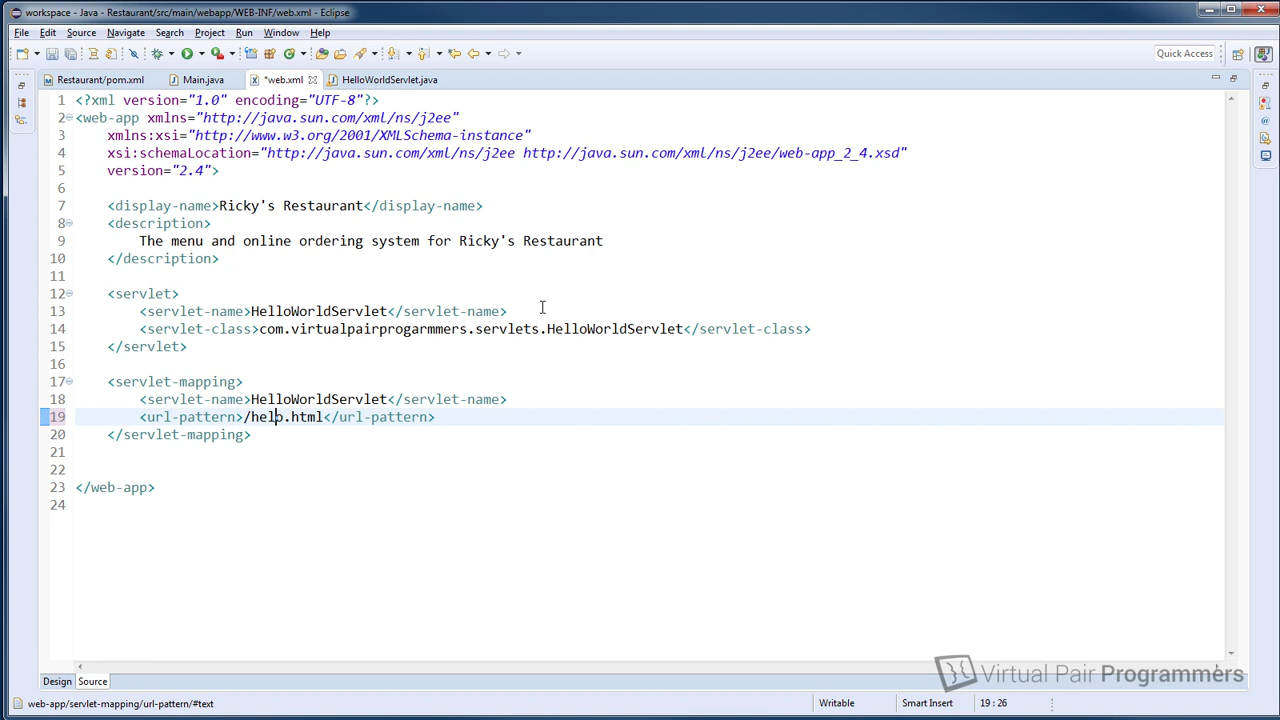 workspace - Java - Restaurant/src/main/webapp/WEB-INF/web.xml - Eclipse
File Edit Source Navigate Search Project Run Window Help
Quick Access
Restaurant/pom.xml Main.java *web.xml HelloWorldServlet.java
1 <?xml version="1.0" encoding="UTF-8"?>
2 <web-app xmlns="http://java.sun.com/xml/ns/j2ee"
3 xmlns:xsi="http://www.w3.org/2001/XMLSchema-instance"
4 xsi:schemaLocation="http://java.sun.com/xml/ns/j2ee http://java.sun.com/xml/ns/j2ee/web-app_2_4.xsd"
5 version="2.4">
6
7 <display-name>Ricky's Restaurant</display-name>
8 <description>
9 The menu and online ordering system for Ricky's Restaurant
10 </description>
11
12 <servlet>
13 <servlet-name>HelloWorldServlet</servlet-name>
14 <servlet-class>com.virtualpairprogarmmers.servlets.HelloWorldServlet</servlet-class>
15 </servlet>
16
17 <servlet-mapping>
18 <servlet-name>HelloWorldServlet</servlet-name>
19 <url-pattern>/help.html</url-pattern>
20 </servlet-mapping>
21
22
23 </web-app>
24
Virtual Pair Programmers
Design Source
web-app/servlet-mapping/url-pattern/#text Writable Smart Insert 19 : 26